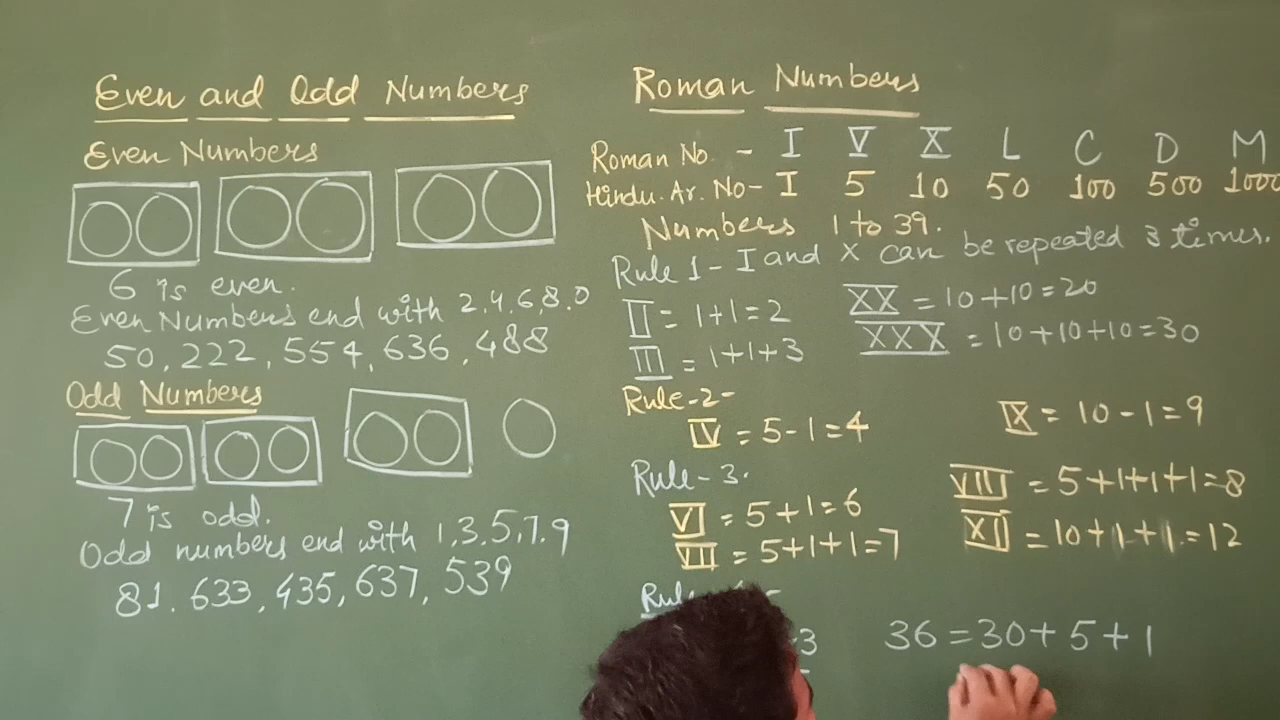 Even and Odd Numbers
Even Numbers
6 is even.
Even Numbers end with 2,4,6,8.0
50, 222, 554, 636, 488
Odd Numbers
7 is odd.
Odd numbers end with 1,3.5,7.9
81. 633, 435, 637, 539
Roman Numbers
Roman No. - I V X L C D M
Hindu. Ar. No- I 5 10 50 100 500 1000
Numbers 1 to 39.
Rule 1- I and X can be repeated 3 times.
II = 1+1=2 XX = 10+10=20
III = 1+1+3 XXX = 10+10+10=30
Rule-2-
IV = 5-1=4 IX = 10-1=9
Rule-3.
VI = 5+1=6 VIII = 5+1+1+1=8
VII = 5+1+1=7 XII = 10+1+1.=12
3 36=30+5+1